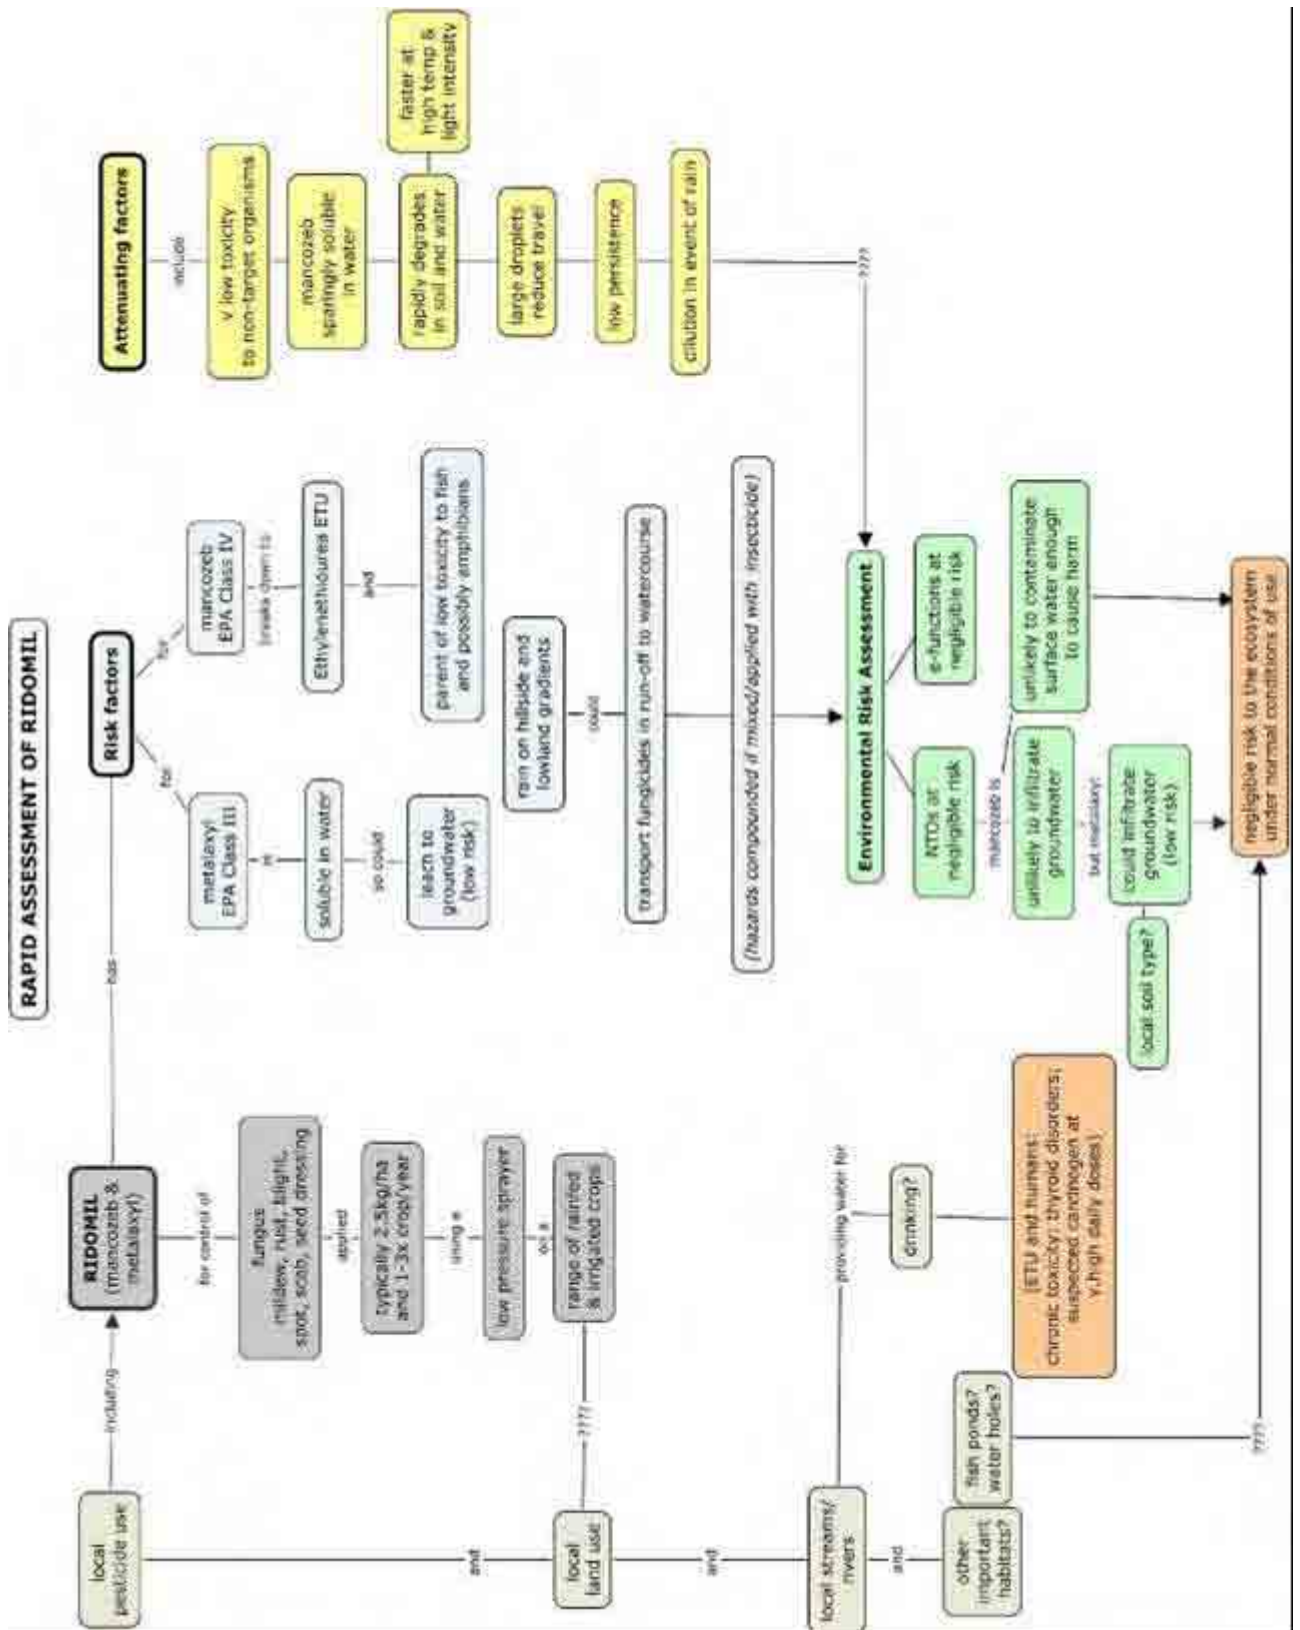 RAPID ASSESSMENT OF RIDOMIL
local
pesticide use
including
RIDOMIL
(mancozeb &
metalaxyl)
has
Risk factors
Attenuating factors
for control of
fungus
mildew, rust, blight,
spot, scab, seed dressing
applied
typically 2.5kg/ha
and 1-3x crop/year
using a
low pressure sprayer
on a
range of rainfed
& irrigated crops
????
and
local
land use
and
local streams/
rivers
and
other
important
habitats?
fish ponds?
water holes?
????
providing water for
drinking?
(ETU and humans:
chronic toxicity; thyroid disorders;
suspected carcinogen at
v.high daily doses)
for
metalaxyl
EPA Class III
is
soluble in water
so could
leach to
groundwater
(low risk)
for
mancozeb
EPA Class IV
breaks down to
and
parent of low toxicity to fish
and possibly amphibians
rain on hillside and
lowland gradients
could
transport fungicides in run-off to watercourse
(hazards compounded if mixed/applied with insecticide)
include
v low toxicity
to non-target organisms
mancozeb
sparingly soluble
in water
rapidly degrades
in soil and water
faster at
high temp &
light intensity
large droplets
reduce travel
low persistence
dilution in event of rain
????
Environmental Risk Assessment
NTOs at
negligible risk
e-functions at
negligible risk
mancozeb is
unlikely to infiltrate
groundwater
unlikely to contaminate
surface water enough
to cause harm
but metalaxyl
could infiltrate
groundwater
(low risk)
local soil type?
negligible risk to the ecosystem
under normal conditions of use